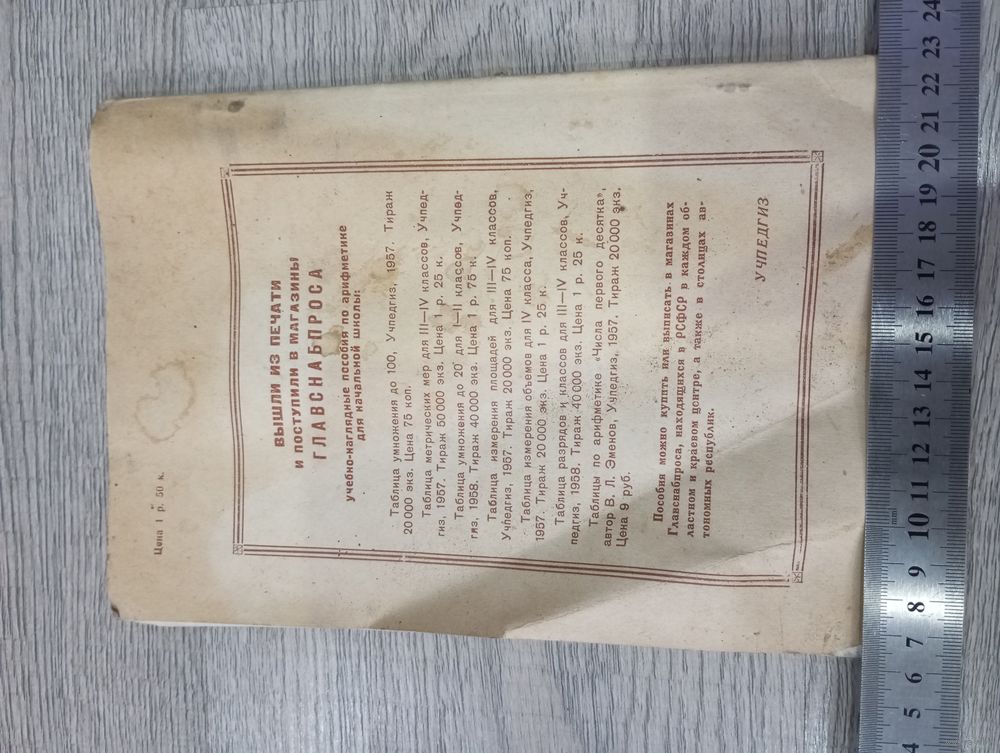 Цена 1 р. 50 к.
ВЫШЛИ ИЗ ПЕЧАТИ
И ПОСТУПИЛИ В МАГАЗИНЫ
ГЛАВСНАБПРОСА
учебно-наглядные пособия по арифметике
для начальной школы:
Таблица умножения до 100, Учпедгиз, 1957. Тираж
20 000 экз. Цена 75 коп.
Таблица метрических мер для III—IV классов, Учпед-
гиз, 1957. Тираж 50 000 экз. Цена 1 р. 25 к.
Таблица умножения до 20 для I—II классов, Учпед-
гиз, 1958. Тираж 40 000 экз. Цена 1 р. 75 к.
Таблица измерения площадей для III—IV классов,
Учпедгиз, 1957. Тираж 20 000 экз. Цена 75 коп.
Таблица измерения объемов для IV класса, Учпедгиз,
1957. Тираж 20 000 экз. Цена 1 р. 25 к.
Таблица разрядов и классов для III—IV классов, Уч-
педгиз, 1958. Тираж 40 000 экз. Цена 1 р. 25 к.
Таблицы по арифметике «Числа первого десятка»,
автор В. Л. Эменов, Учпедгиз, 1957. Тираж 20 000 экз.
Цена 9 руб.
Пособия можно купить или выписать в магазинах
Главснабпроса, находящихся в РСФСР в каждом об-
ластном и краевом центре, а также в столицах ав-
тономных республик.
УЧПЕДГИЗ
4 5 6 7 8 9 10 11 12 13 14 15 16 17 18 19 20 21 22 23 24
mm